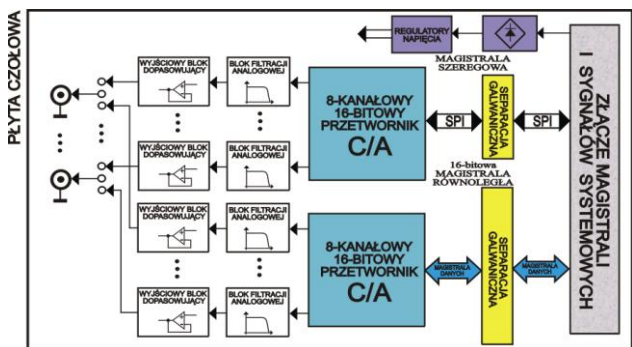 PŁYTA CZOŁOWA
WYJŚCIOWY BLOK
DOPASOWUJĄCY
BLOK FILTRACJI
ANALOGOWEJ
WYJŚCIOWY BLOK
DOPASOWUJĄCY
BLOK FILTRACJI
ANALOGOWEJ
WYJŚCIOWY BLOK
DOPASOWUJĄCY
BLOK FILTRACJI
ANALOGOWEJ
WYJŚCIOWY BLOK
DOPASOWUJĄCY
BLOK FILTRACJI
ANALOGOWEJ
8-KANAŁOWY
16-BITOWY
PRZETWORNIK
C/A
8-KANAŁOWY
16-BITOWY
PRZETWORNIK
C/A
REGULATORY
NAPIĘCIA
MAGISTRALA
SZEREGOWA
SPI
SEPARACJA
GALWANICZNA
SPI
16-bitowa
MAGISTRALA
RÓWNOLEGŁA
MAGISTRALA
DANYCH
SEPARACJA
GALWANICZNA
MAGISTRALA
DANYCH
ZŁĄCZE MAGISTRALI
I SYGNAŁÓW SYSTEMOWYCH